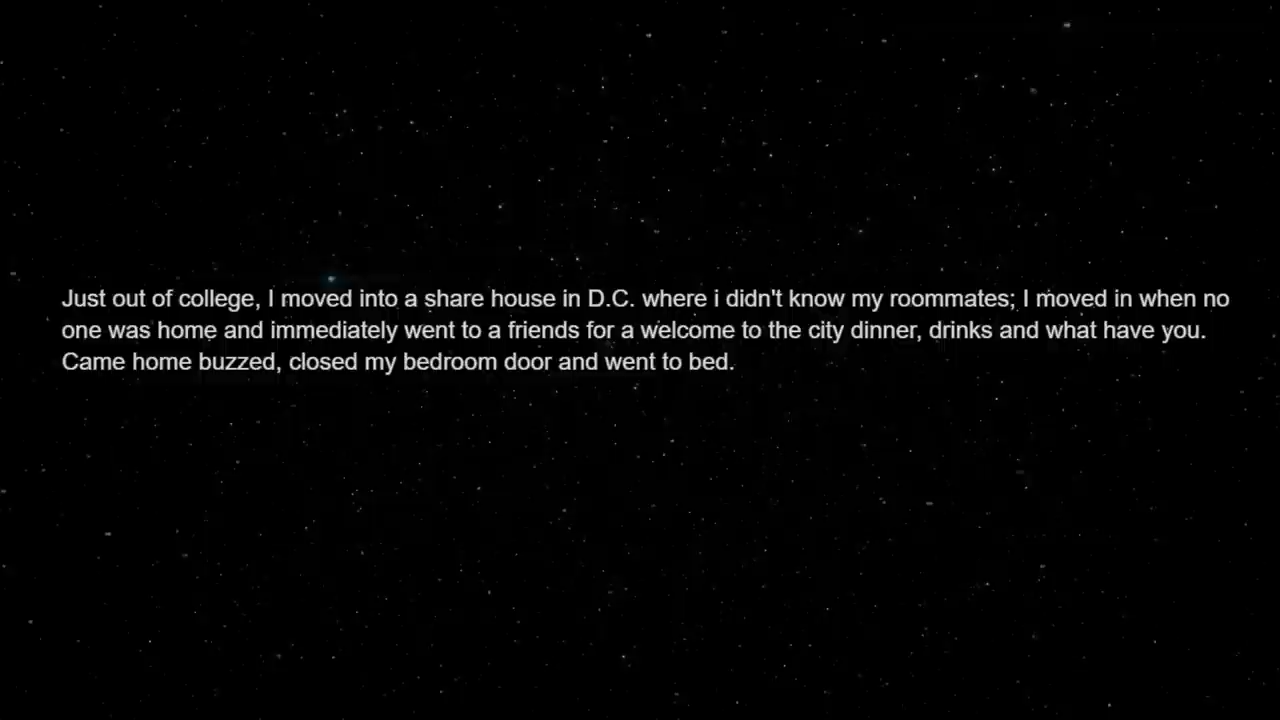 Just out of college, I moved into a share house in D.C. where i didn't know my roommates; I moved in when no
one was home and immediately went to a friends for a welcome to the city dinner, drinks and what have you.
Came home buzzed, closed my bedroom door and went to bed.